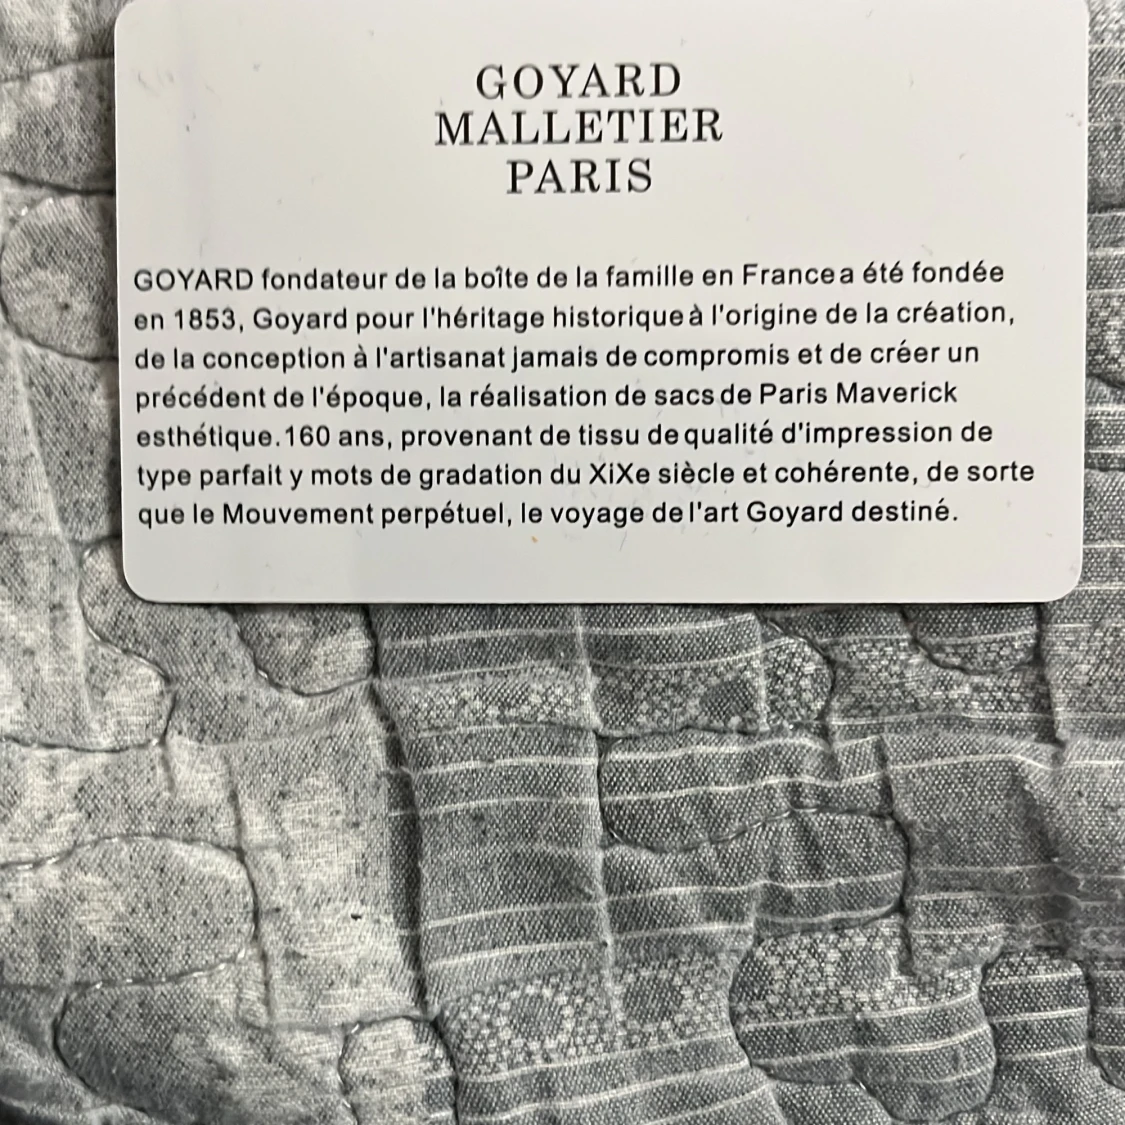 GOYARD
MALLETIER
PARIS
GOYARD fondateur de la boîte de la famille en France a été fondée
en 1853, Goyard pour l'héritage historique à l'origine de la création,
de la conception à l'artisanat jamais de compromis et de créer un
précédent de l'époque, la réalisation de sacs de Paris Maverick
esthétique.160 ans, provenant de tissu de qualité d'impression de
type parfait y mots de gradation du XiXe siècle et cohérente, de sorte
que le Mouvement perpétuel, le voyage de l'art Goyard destiné.